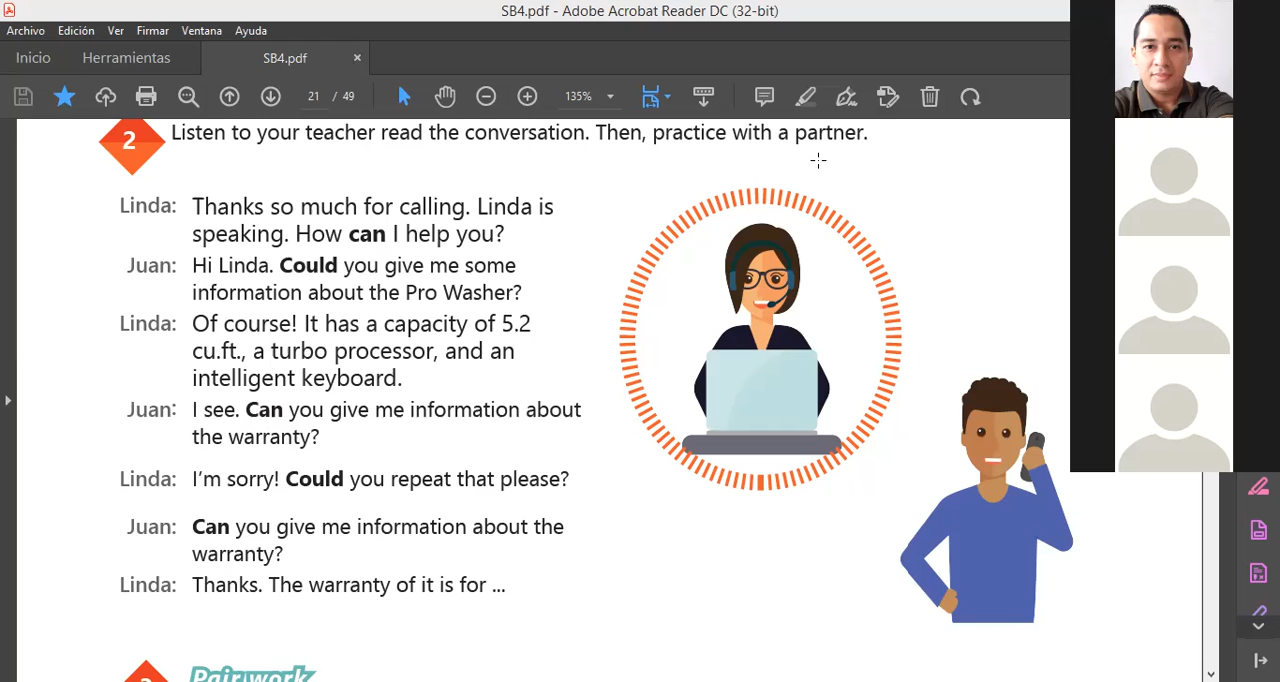 SB4.pdf - Adobe Acrobat Reader DC (32-bit)
Archivo Edición Ver Firmar Ventana Ayuda
Inicio Herramientas SB4.pdf ×
21 / 49 135%
2 Listen to your teacher read the conversation. Then, practice with a partner.
Linda: Thanks so much for calling. Linda is
speaking. How can I help you?
Juan: Hi Linda. Could you give me some
information about the Pro Washer?
Linda: Of course! It has a capacity of 5.2
cu.ft., a turbo processor, and an
intelligent keyboard.
Juan: I see. Can you give me information about
the warranty?
Linda: I'm sorry! Could you repeat that please?
Juan: Can you give me information about the
warranty?
Linda: Thanks. The warranty of it is for ...
Pair work